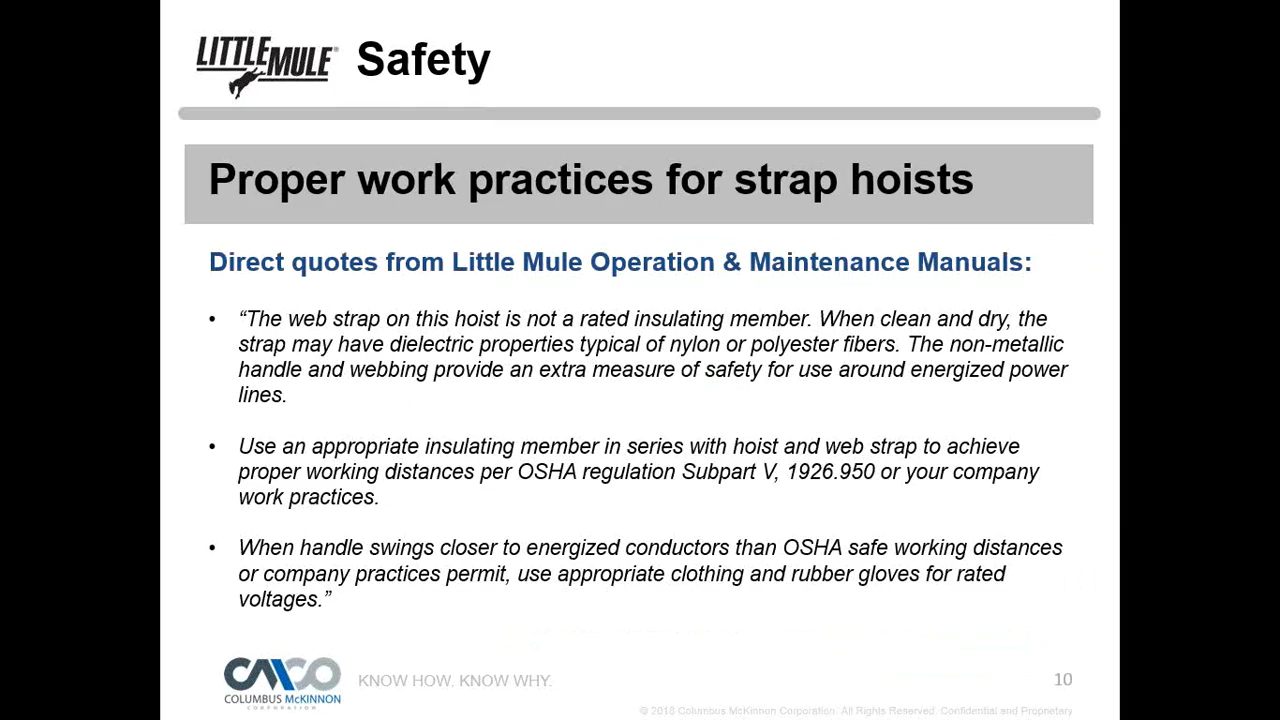 LITTLE MULE® Safety
Proper work practices for strap hoists
Direct quotes from Little Mule Operation & Maintenance Manuals:
• “The web strap on this hoist is not a rated insulating member. When clean and dry, the
strap may have dielectric properties typical of nylon or polyester fibers. The non-metallic
handle and webbing provide an extra measure of safety for use around energized power
lines.
• Use an appropriate insulating member in series with hoist and web strap to achieve
proper working distances per OSHA regulation Subpart V, 1926.950 or your company
work practices.
• When handle swings closer to energized conductors than OSHA safe working distances
or company practices permit, use appropriate clothing and rubber gloves for rated
voltages.”
CMCO
COLUMBUS McKINNON
CORPORATION
KNOW HOW. KNOW WHY.
10
© 2018 Columbus McKinnon Corporation. All Rights Reserved. Confidential and Proprietary